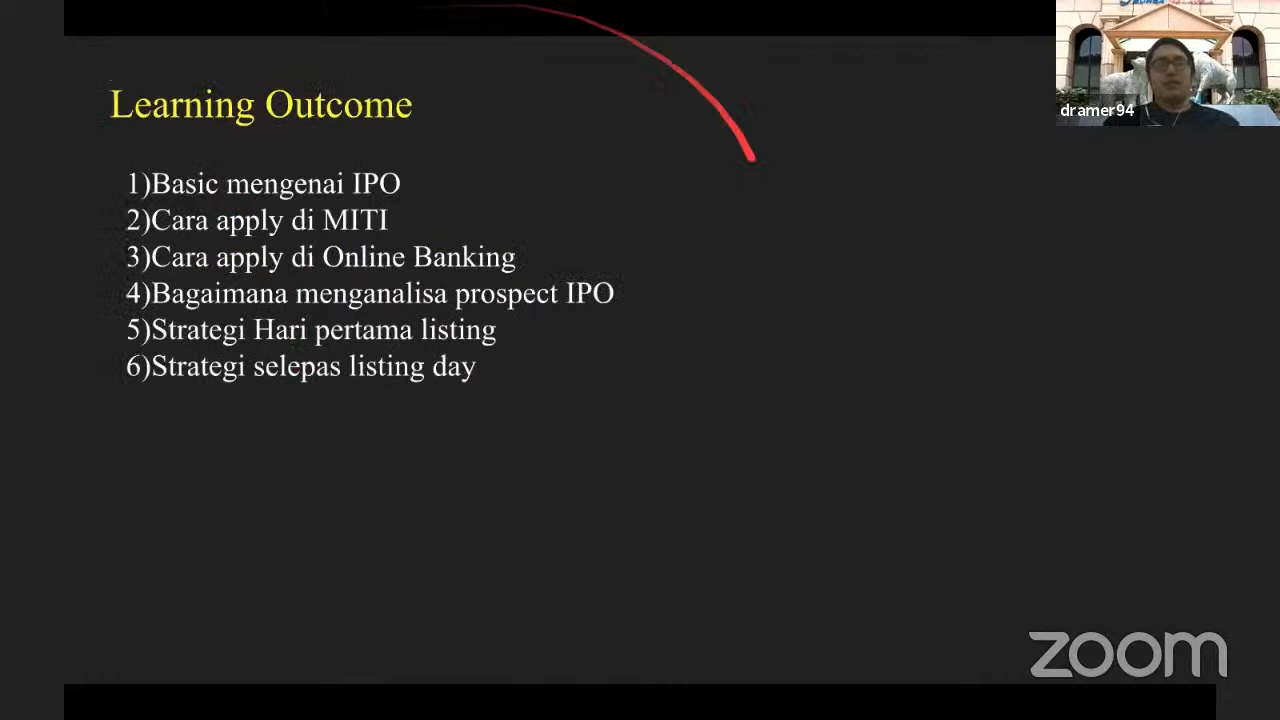 Learning Outcome
1)Basic mengenai IPO
2)Cara apply di MITI
3)Cara apply di Online Banking
4)Bagaimana menganalisa prospect IPO
5)Strategi Hari pertama listing
6)Strategi selepas listing day
dramer94
zoom